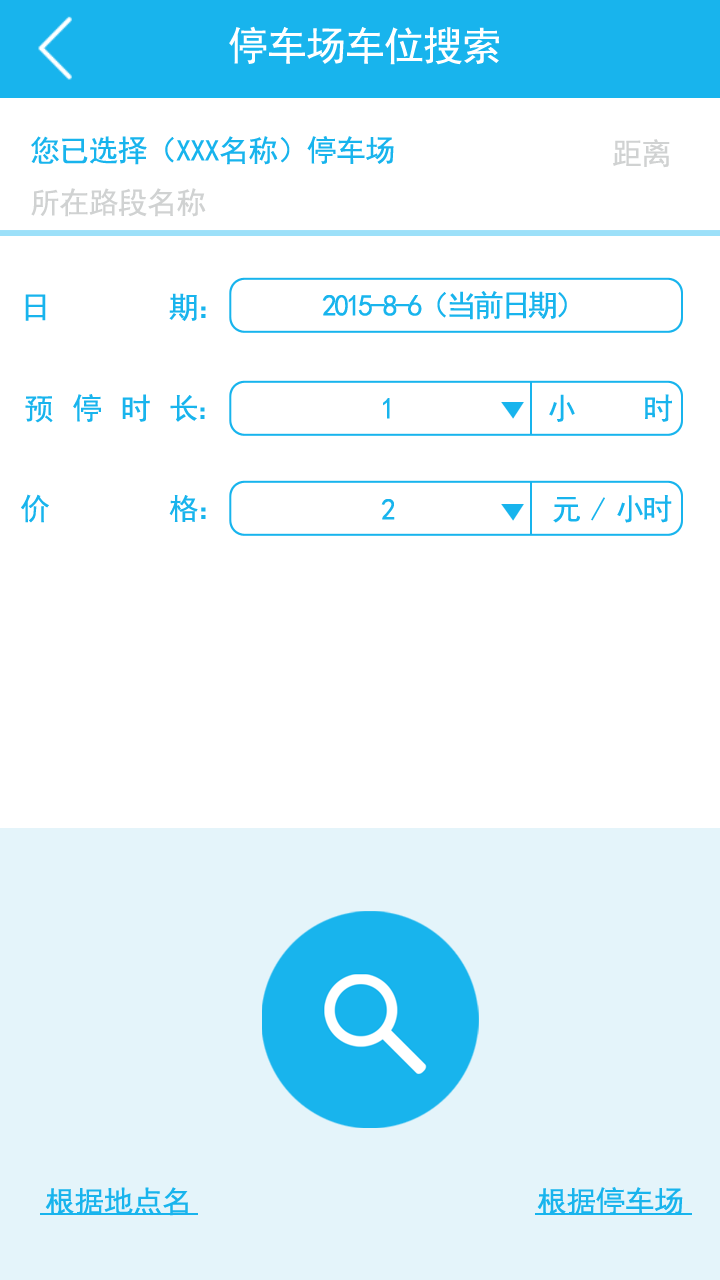 停车场车位搜索
您已选择（XXX名称）停车场 距离
所在路段名称
日 期: 2015-8-6（当前日期）
预 停 时 长: 1 小 时
价 格: 2 元 / 小时
根据地点名 根据停车场